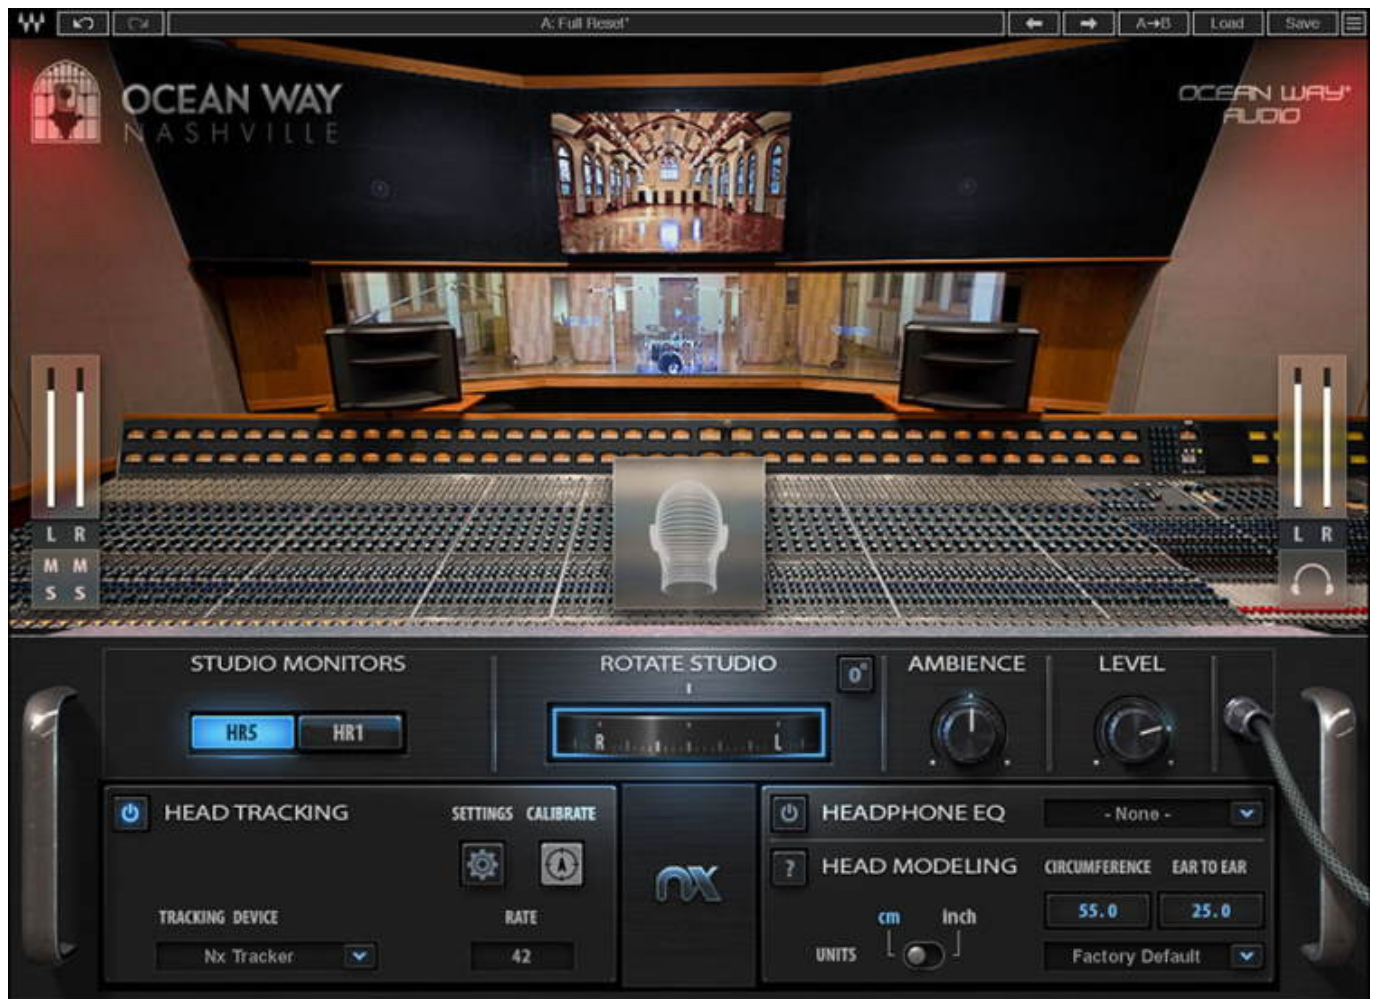 A: Full Reset*
A→B
Load
Save
OCEAN WAY
NASHVILLE
OCEAN WAY
AUDIO
L R
M M
S S
L R
STUDIO MONITORS
HR5
HR1
ROTATE STUDIO
0°
R
L
AMBIENCE
LEVEL
HEAD TRACKING
SETTINGS
CALIBRATE
TRACKING DEVICE
Nx Tracker
RATE
42
nx
HEADPHONE EQ
- None -
?
HEAD MODELING
CIRCUMFERENCE
EAR TO EAR
55.0
25.0
cm
inch
UNITS
Factory Default